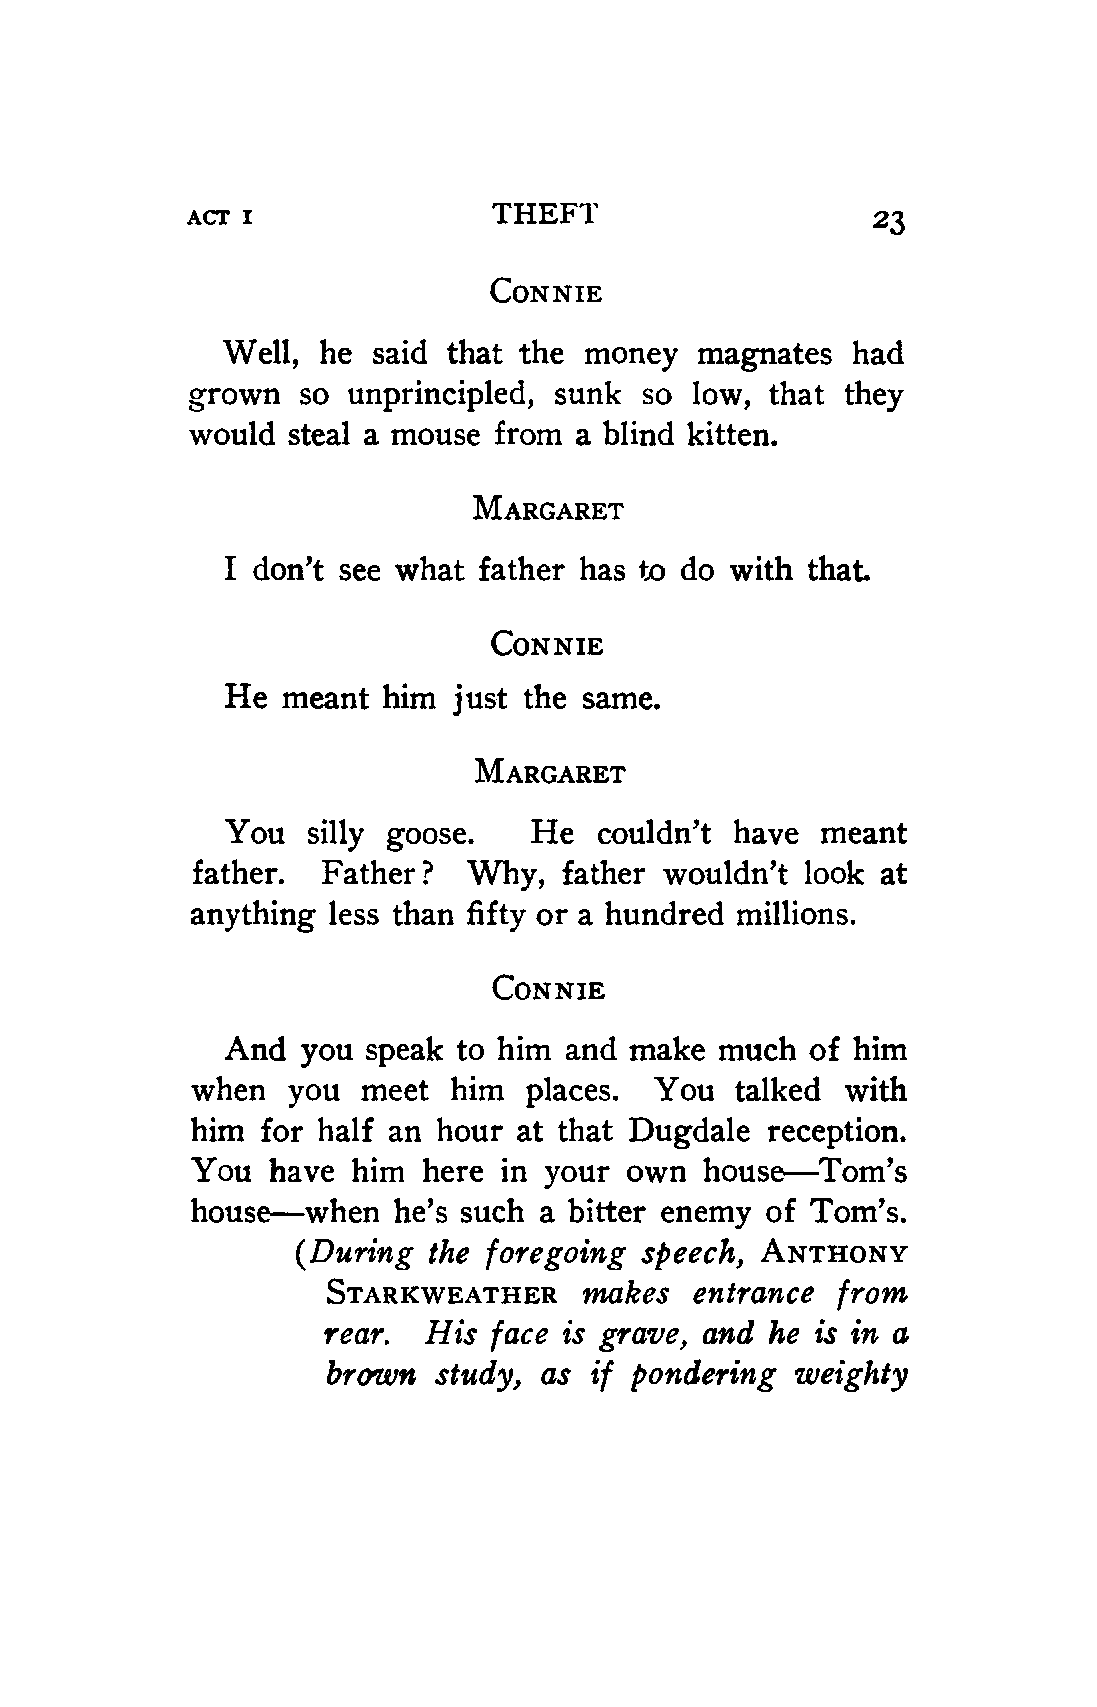 ACT I THEFT 23
CONNIE
Well, he said that the money magnates had
grown so unprincipled, sunk so low, that they
would steal a mouse from a blind kitten.
MARGARET
I don't see what father has to do with that.
CONNIE
He meant him just the same.
MARGARET
You silly goose. He couldn't have meant
father. Father? Why, father wouldn't look at
anything less than fifty or a hundred millions.
CONNIE
And you speak to him and make much of him
when you meet him places. You talked with
him for half an hour at that Dugdale reception.
You have him here in your own house—Tom's
house—when he's such a bitter enemy of Tom's.
(During the foregoing speech, ANTHONY
STARKWEATHER makes entrance from
rear. His face is grave, and he is in a
brown study, as if pondering weighty